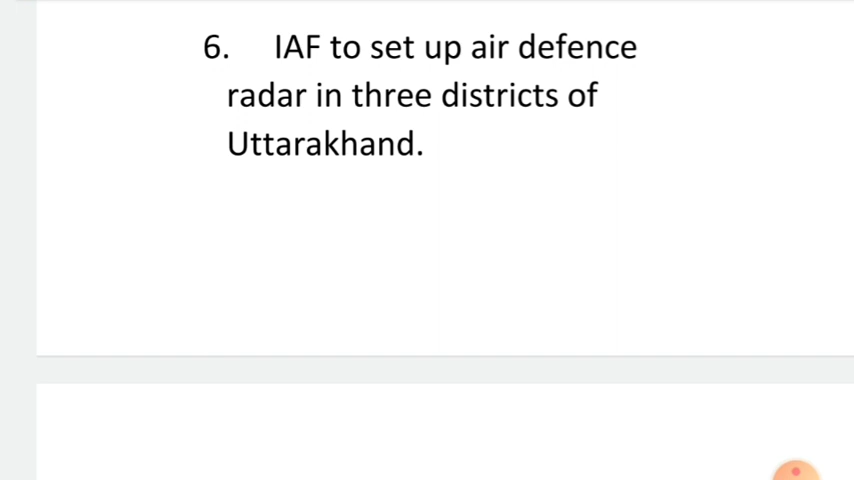 6. IAF to set up air defence
radar in three districts of
Uttarakhand.